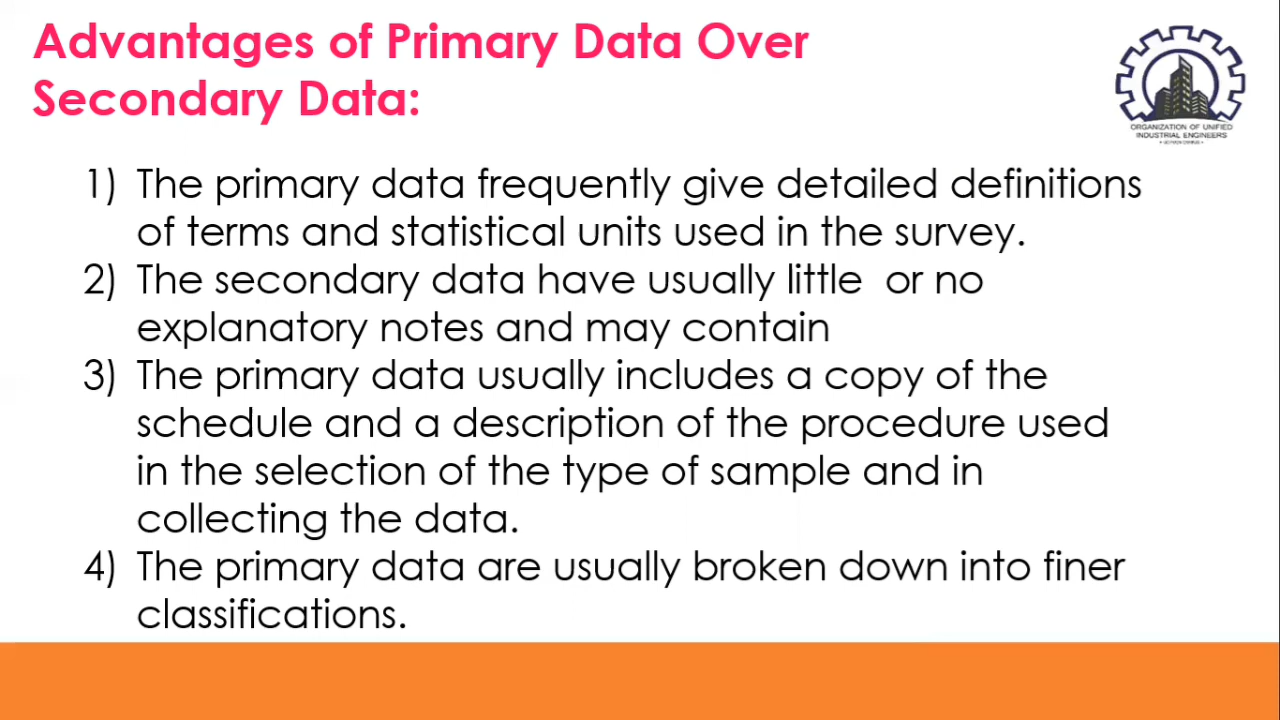 Advantages of Primary Data Over
Secondary Data:
ORGANIZATION OF UNIFIED
INDUSTRIAL ENGINEERS
1) The primary data frequently give detailed definitions
of terms and statistical units used in the survey.
2) The secondary data have usually little  or no
explanatory notes and may contain
3) The primary data usually includes a copy of the
schedule and a description of the procedure used
in the selection of the type of sample and in
collecting the data.
4) The primary data are usually broken down into finer
classifications.